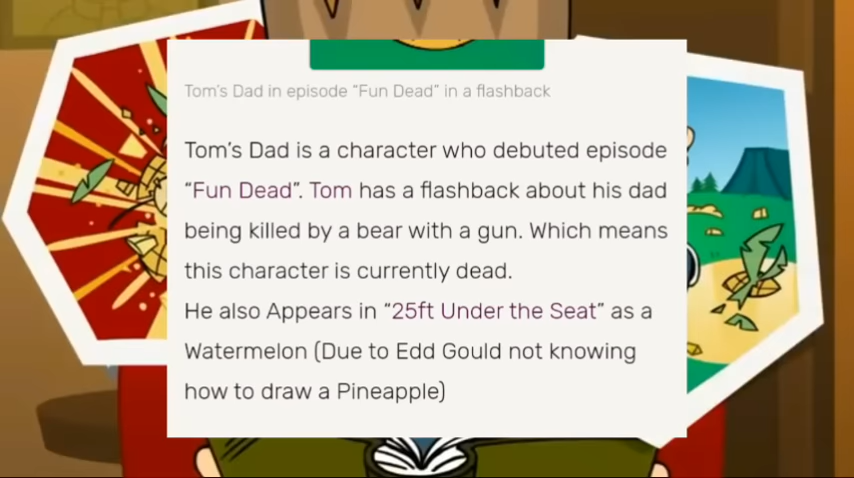 Tom's Dad in episode “Fun Dead” in a flashback
Tom's Dad is a character who debuted episode
“Fun Dead”. Tom has a flashback about his dad
being killed by a bear with a gun. Which means
this character is currently dead.
He also Appears in “25ft Under the Seat” as a
Watermelon (Due to Edd Gould not knowing
how to draw a Pineapple)